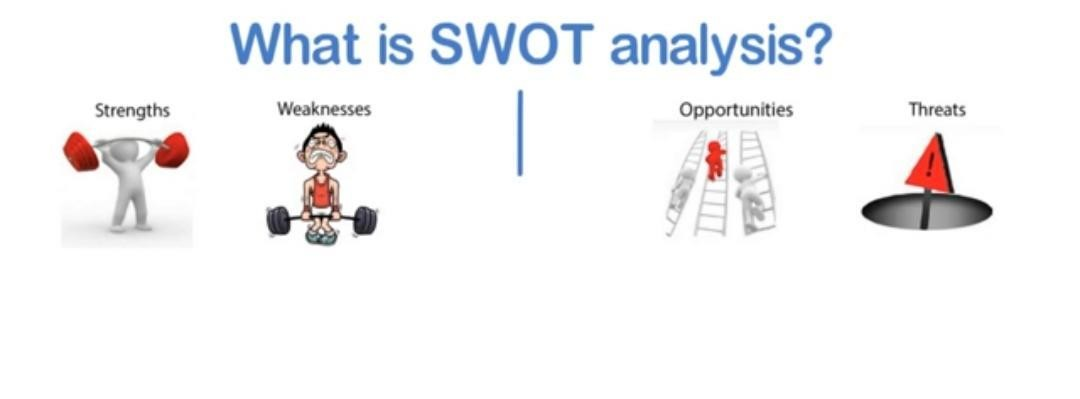 What is SWOT analysis?
Strengths
Weaknesses
Opportunities
Threats
!